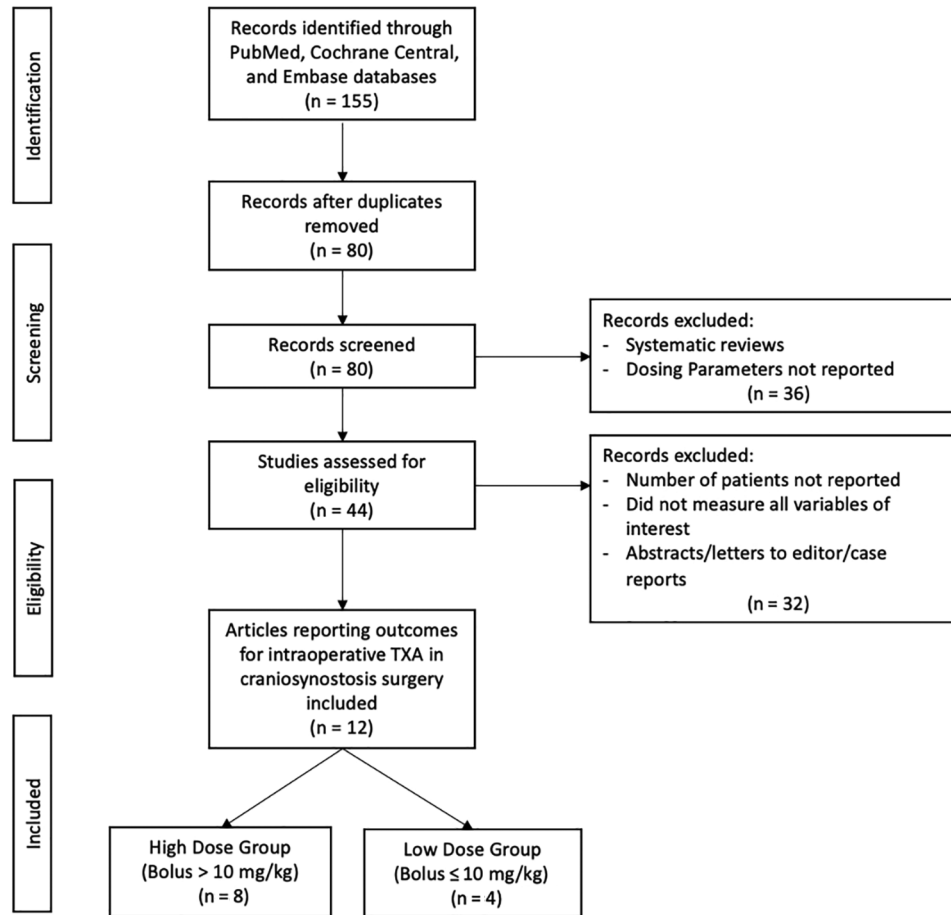 Identification
Records identified through
PubMed, Cochrane Central,
and Embase databases
(n = 155)
Records after duplicates
removed
(n = 80)
Screening
Records screened
(n = 80)
Records excluded:
- Systematic reviews
- Dosing Parameters not reported
(n = 36)
Eligibility
Studies assessed for
eligibility
(n = 44)
Records excluded:
- Number of patients not reported
- Did not measure all variables of
interest
- Abstracts/letters to editor/case
reports
(n = 32)
Articles reporting outcomes
for intraoperative TXA in
craniosynostosis surgery
included
(n = 12)
Included
High Dose Group
(Bolus > 10 mg/kg)
(n = 8)
Low Dose Group
(Bolus ≤ 10 mg/kg)
(n = 4)